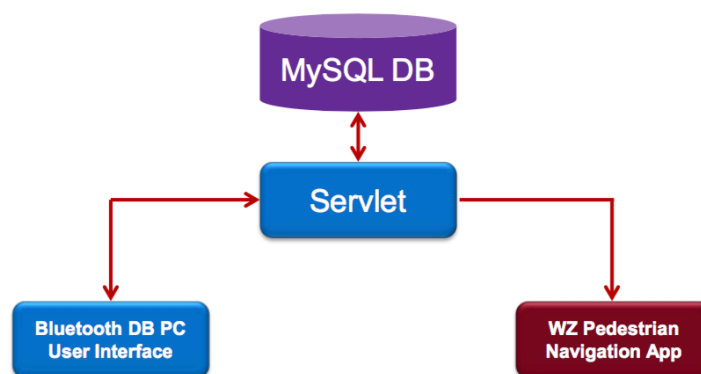 MySQL DB
Servlet
Bluetooth DB PC
User Interface
WZ Pedestrian
Navigation App